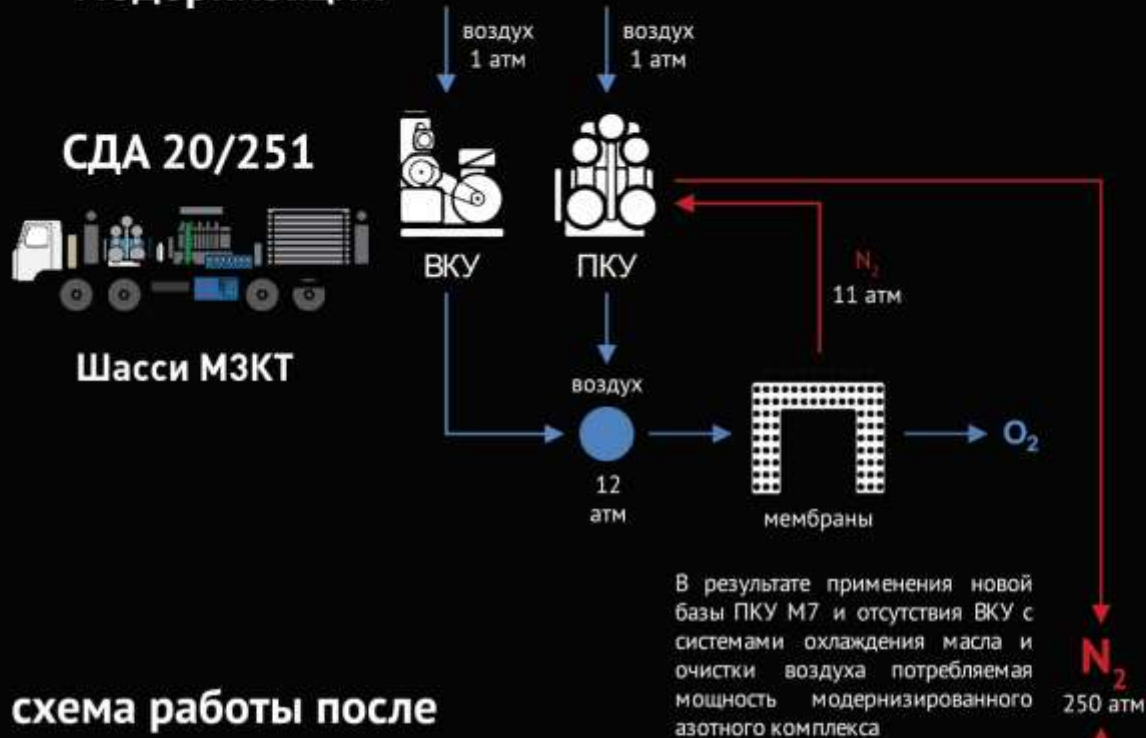 воздух
1 атм
воздух
1 атм
СДА 20/251
ВКУ
ПКУ
N₂
11 атм
Шасси МЗКТ
воздух
12
атм
O₂
мембраны
В результате применения новой
базы ПКУ М7 и отсутствия ВКУ с
системами охлаждения масла и
очистки воздуха потребляемая
мощность модернизированного
азотного комплекса
N₂
250 атм
схема работы после